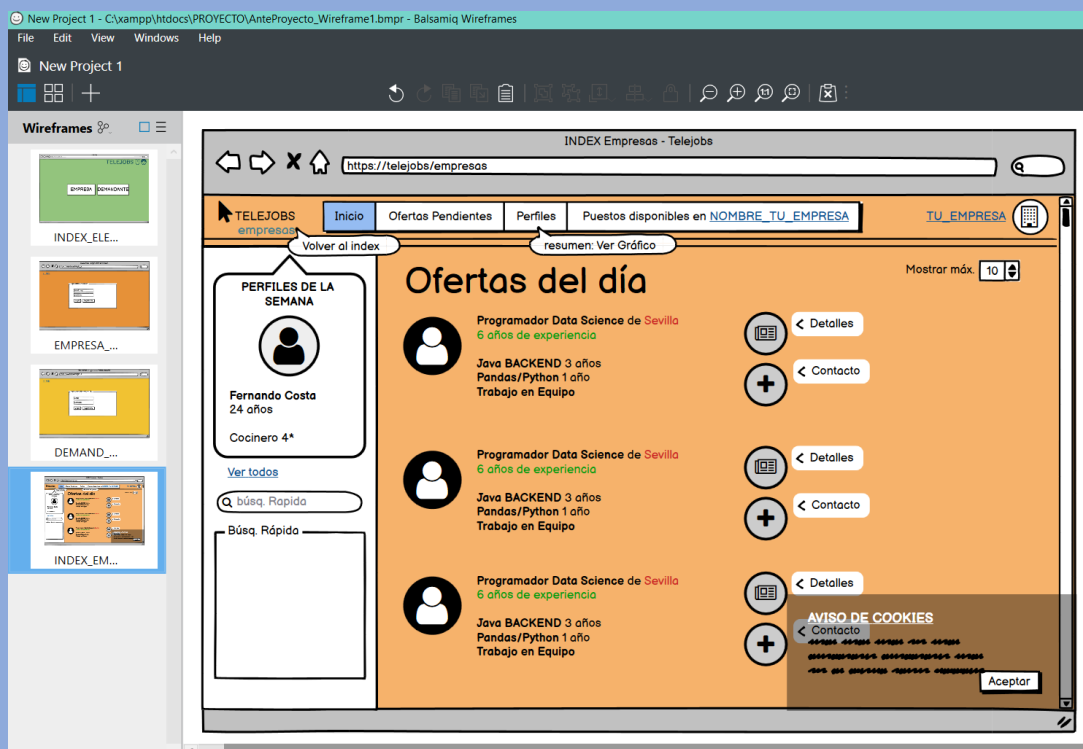 New Project 1 - C:\xampp\htdocs\PROYECTO\AnteProyecto_Wireframe1.bmpr - Balsamiq Wireframes
File Edit View Windows Help
New Project 1
Wireframes
TELEJOBS
EMPRESA DEMANDANTE
INDEX_ELE...
EMPRESA_...
DEMAND_...
INDEX_EM...
INDEX Empresas - Telejobs
https://telejobs/empresas
TELEJOBS
empresas
Inicio Ofertas Pendientes Perfiles Puestos disponibles en NOMBRE_TU_EMPRESA
TU_EMPRESA
Volver al index
resumen: Ver Gráfico
PERFILES DE LA
SEMANA
Fernando Costa
24 años
Cocinero 4*
Ver todos
búsq. Rapida
Búsq. Rápida
Ofertas del día
Mostrar máx. 10
Programador Data Science de Sevilla
6 años de experiencia
Java BACKEND 3 años
Pandas/Python 1 año
Trabajo en Equipo
< Detalles
< Contacto
Programador Data Science de Sevilla
6 años de experiencia
Java BACKEND 3 años
Pandas/Python 1 año
Trabajo en Equipo
< Detalles
< Contacto
Programador Data Science de Sevilla
6 años de experiencia
Java BACKEND 3 años
Pandas/Python 1 año
Trabajo en Equipo
< Detalles
< Contacto
AVISO DE COOKIES
Aceptar